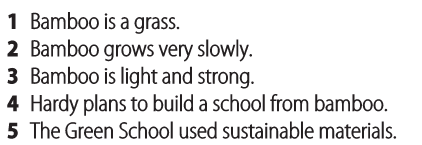 1 Bamboo is a grass.
2 Bamboo grows very slowly.
3 Bamboo is light and strong.
4 Hardy plans to build a school from bamboo.
5 The Green School used sustainable materials.